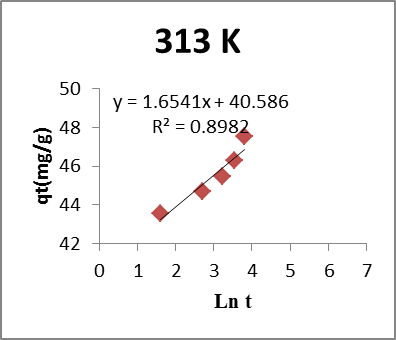 313 K
y = 1.6541x + 40.586
R² = 0.8982
qt(mg/g)
50
48
46
44
42
0 1 2 3 4 5 6 7
Ln t